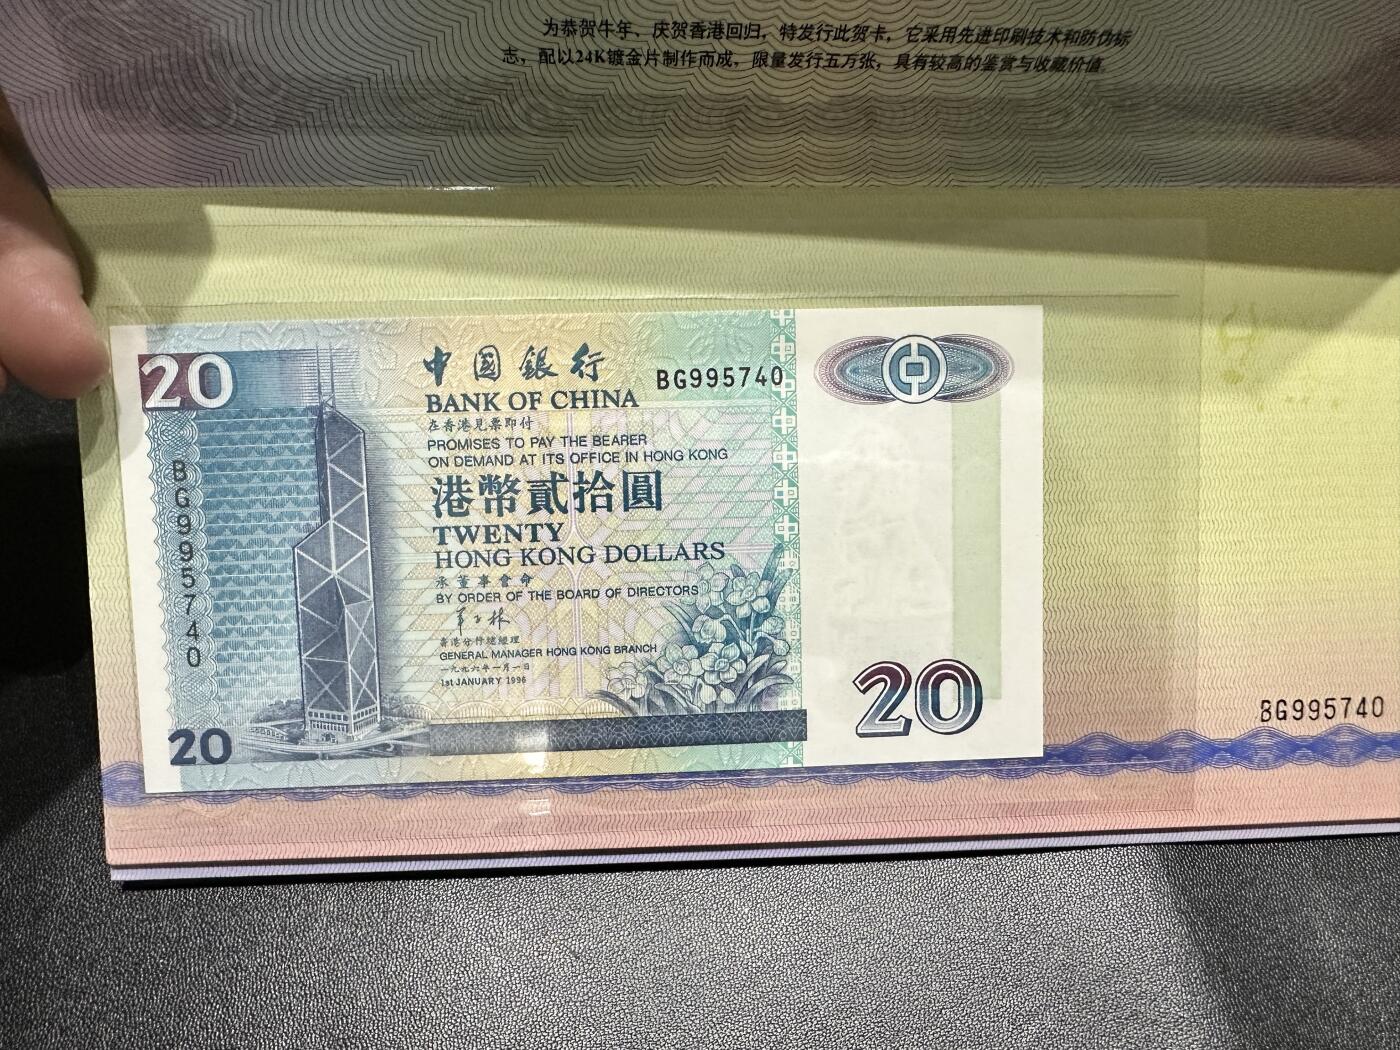 为恭贺牛年、庆贺香港回归，特发行此贺卡，它采用先进印刷技术和防伪标
志，配以24K镀金片制作而成，限量发行五万张，具有较高的鉴赏与收藏价值。
20
中國銀行
BG995740
BANK OF CHINA
在香港見票即付
PROMISES TO PAY THE BEARER
ON DEMAND AT ITS OFFICE IN HONG KONG
BG995740
港幣貳拾圓
TWENTY
HONG KONG DOLLARS
承董事會命
BY ORDER OF THE BOARD OF DIRECTORS
香港分行總經理
GENERAL MANAGER HONG KONG BRANCH
一九九六年一月一日
1st JANUARY 1996
20
20
BG995740